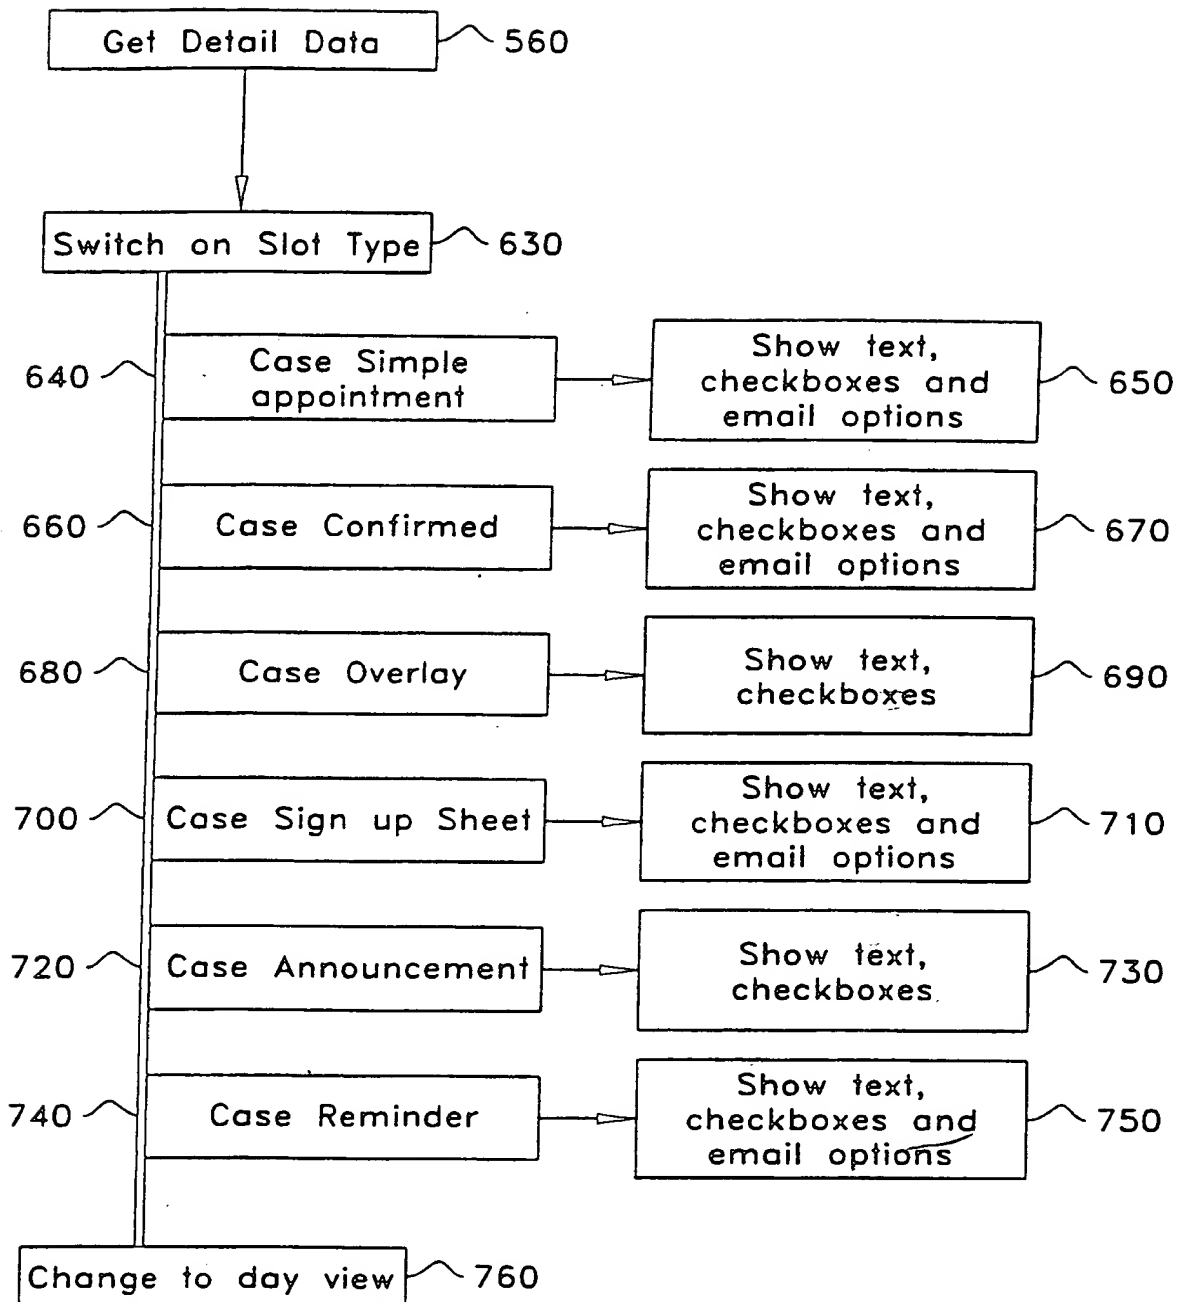 Get Detail Data
560
Switch on Slot Type
630
640
Case Simple
appointment
Show text,
checkboxes and
email options
650
660
Case Confirmed
Show text,
checkboxes and
email options
670
680
Case Overlay
Show text,
checkboxes
690
700
Case Sign up Sheet
Show text,
checkboxes and
email options
710
720
Case Announcement
Show text,
checkboxes
730
740
Case Reminder
Show text,
checkboxes and
email options
750
Change to day view
760